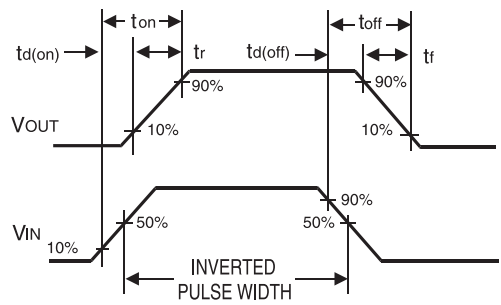 ton toff
td(on) tr td(off) tf
90% 90%
VOUT
10% 10%
90%
50% 50%
VIN
10%
INVERTED
PULSE WIDTH